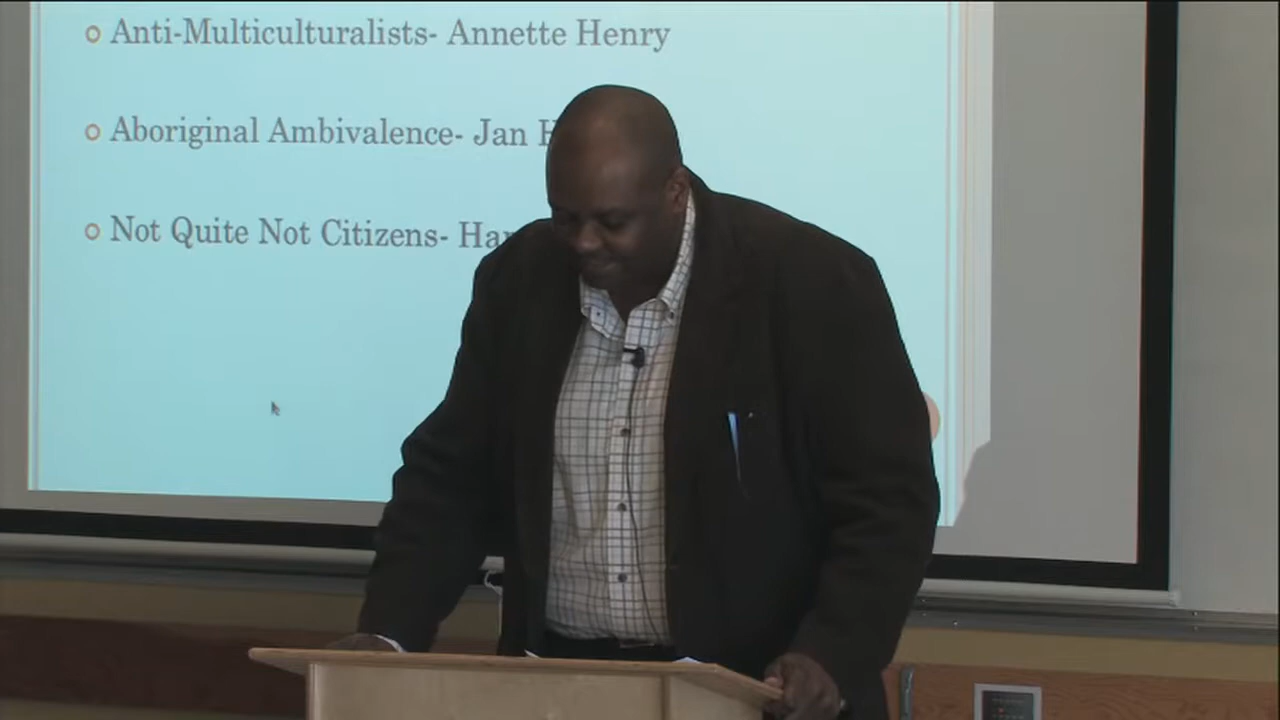 Anti-Multiculturalists- Annette Henry
Aboriginal Ambivalence- Jan
Not Quite Not Citizens-